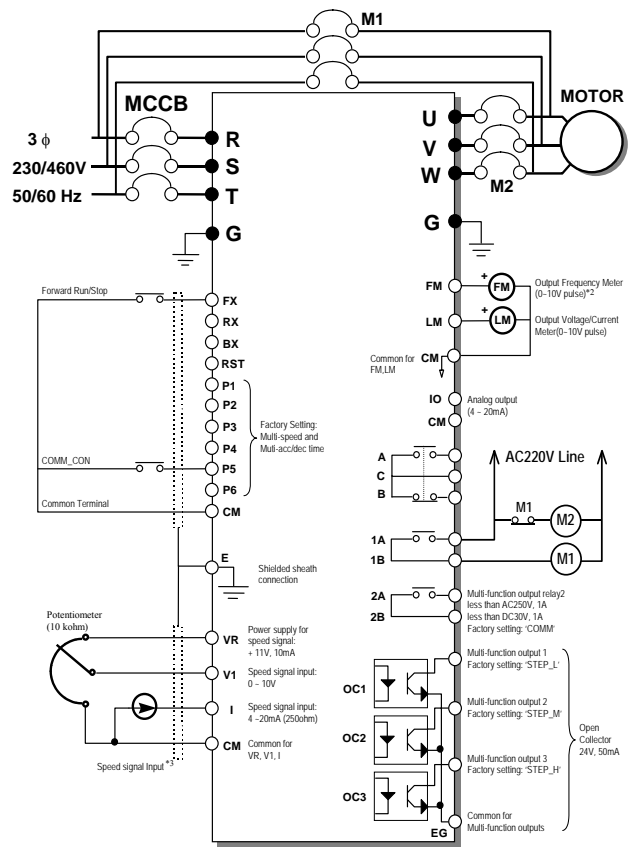 M1
MCCB
MOTOR
3 ϕ
230/460V
50/60 Hz
R
S
T
G
U
V
W
M2
G
Forward Run/Stop
FX
RX
BX
RST
P1
P2
P3
P4
P5
P6
CM
Factory Setting:
Multi-speed and
Muti-acc/dec time
COMM_CON
Common Terminal
E
Shielded sheath
connection
Potentiometer
(10 kohm)
VR
Power supply for
speed signal:
+ 11V, 10mA
V1
Speed signal input:
0 ~ 10V
I
Speed signal input:
4 ~20mA (250ohm)
CM
Common for
VR, V1, I
Speed signal Input*3
FM
+
FM
Output Frequency Meter
(0~10V pulse)*2
LM
+
LM
Output Voltage/Current
Meter(0~10V pulse)
Common for
FM,LM
CM
IO
Analog output
(4 ~ 20mA)
CM
A
C
B
AC220V Line
M1
M2
1A
1B
M1
2A
2B
Multi-function output relay2
less than AC250V, 1A
less than DC30V, 1A
Factory setting: 'COMM'
OC1
Multi-function output 1
Factory setting: 'STEP_L'
OC2
Multi-function output 2
Factory setting: 'STEP_M'
OC3
Multi-function output 3
Factory setting: 'STEP_H'
Open
Collector
24V, 50mA
EG
Common for
Multi-function outputs